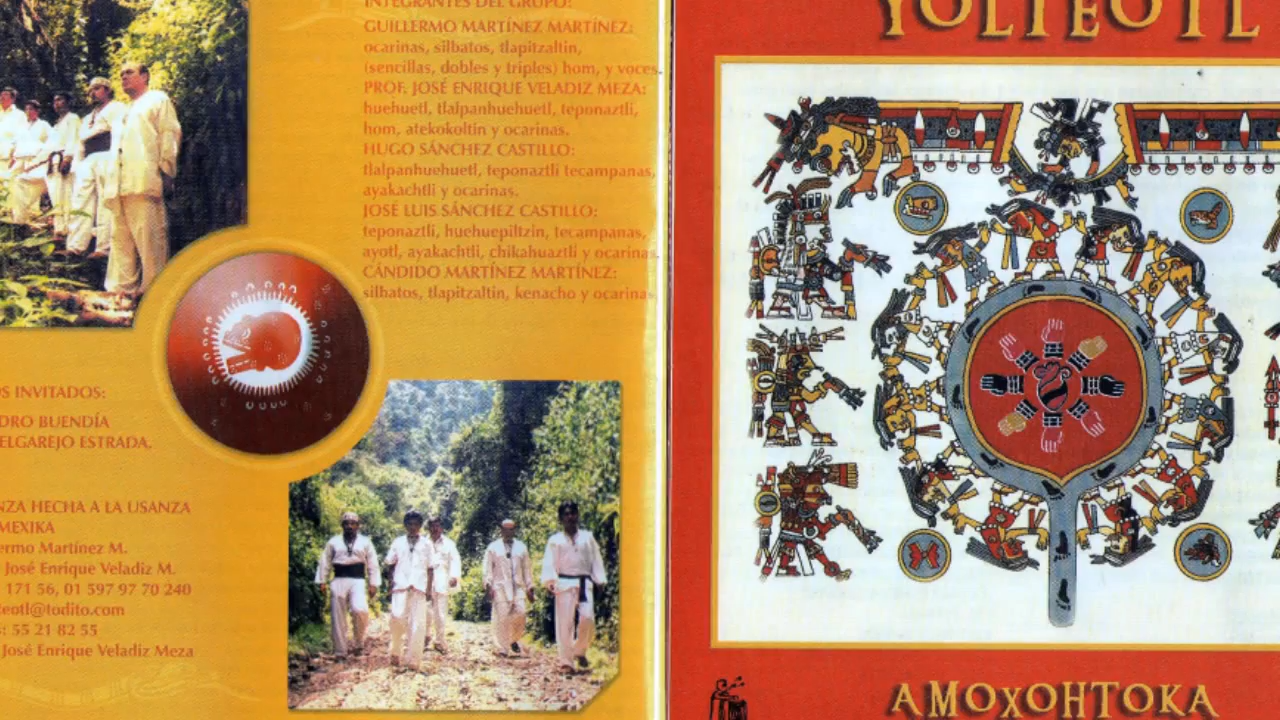 INTEGRANTES DEL GRUPO:
GUILLERMO MARTÍNEZ MARTÍNEZ:
ocarinas, silbatos, tlapitzaltin,
(sencillas, dobles y triples) hom, y voces.
PROF. JOSÉ ENRIQUE VELADIZ MEZA:
huehuetl, tlalpanhuehuetl, teponaztli,
hom, atekokoltin y ocarinas.
HUGO SÁNCHEZ CASTILLO:
tlalpanhuehuetl, teponaztli tecampanas,
ayakachtli y ocarinas.
JOSÉ LUIS SÁNCHEZ CASTILLO:
teponaztli, huehuepiltzin, tecampanas,
ayotl, ayakachtli, chikahuaztli y ocarinas.
CÁNDIDO MARTÍNEZ MARTÍNEZ:
silbatos, tlapitzaltin, kenacho y ocarinas
OS INVITADOS:
DRO BUENDÍA
ELGAREJO ESTRADA.
NZA HECHA A LA USANZA
MEXIKA
ermo Martínez M.
José Enrique Veladiz M.
171 56, 01 597 97 70 240
teotl@todito.com
: 55 21 82 55
José Enrique Veladiz Meza
YOLTEOTL
AMOXOHTOKA